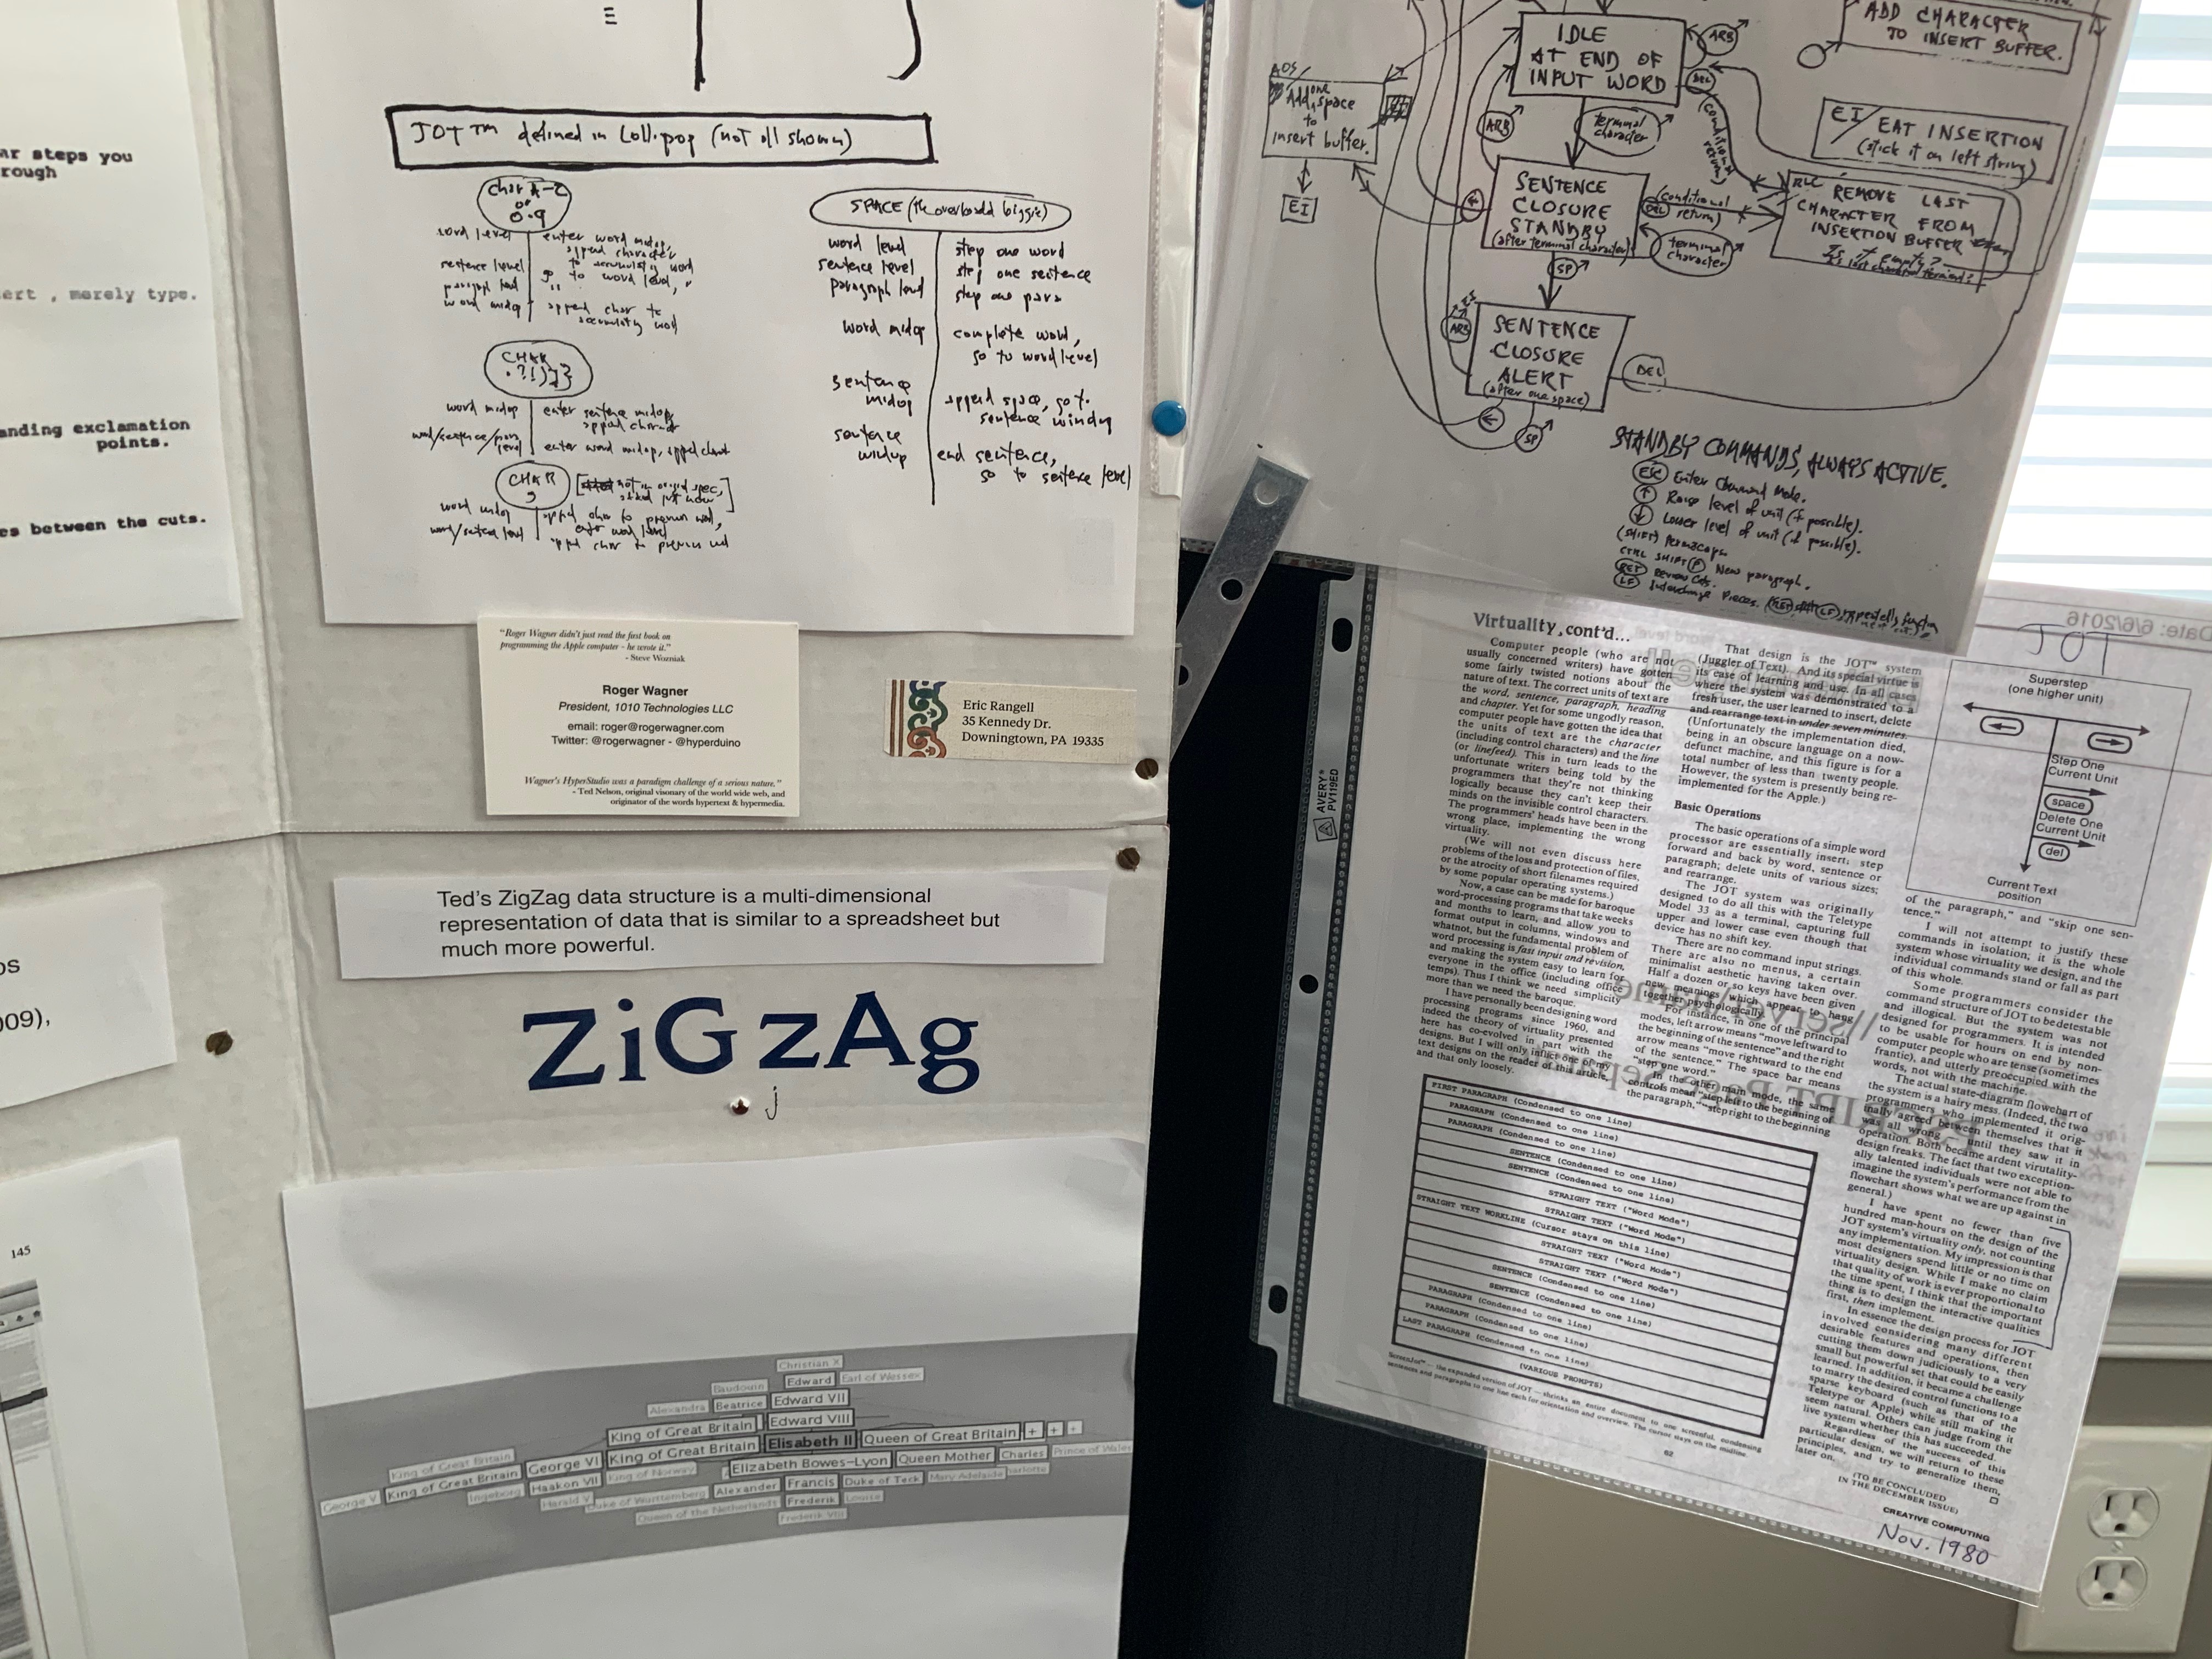 ar steps you
rough
ert , merely type.
anding exclamation
points.
es between the cuts.
os
009),
145
JOT™ defined in Lollipop (not all shown)
Char A-Z
or
0-9
word level
enter word midop,
append character
to accumulating word
sentence level
go to word level, "
paragraph level
"
word midop
append char to
accumulating word
CHAR
.?!)]}
word midop
enter sentence midop,
append character
word/sentence/para
level
enter word midop, append char
CHAR
,
[not in original spec,
added just now]
word midop
append char to previous word,
enter word level
word/sentence level
append char to previous word
SPACE (the overloaded biggie)
word level step one word
sentence level, step one sentence
paragraph level step one para
word midop complete word,
go to word level
sentence
midop append space, go to
sentence windup
sentence
windup end sentence,
go to sentence level
"Roger Wagner didn't just read the first book on
programming the Apple computer – he wrote it."
- Steve Wozniak
Roger Wagner
President, 1010 Technologies LLC
email: roger@rogerwagner.com
Twitter: @rogerwagner - @hyperduino
Wagner's HyperStudio was a paradigm challenge of a serious nature."
- Ted Nelson, original visionary of the world wide web, and
originator of the words hypertext & hypermedia.
Eric Rangell
35 Kennedy Dr.
Downingtown, PA 19335
Ted's ZigZag data structure is a multi-dimensional
representation of data that is similar to a spreadsheet but
much more powerful.
ZiGzAg
j
Christian X
Baudouin Edward Earl of Wessex
Alexandra Beatrice Edward VII
King of Great Britain Edward VIII
King of Great Britain George VI King of Great Britain Elisabeth II Queen of Great Britain + + +
George V King of Great Britain Haakon VII King of Norway Elizabeth Bowes-Lyon Queen Mother Charles Prince of Wales
Ingeborg Harald V Duke of Wurttemberg Alexander Francis Duke of Teck Mary Adelaide
Queen of the Netherlands Frederik Louise
Frederik VIII
IDLE
AT END OF
INPUT WORD
ARB
DEL
ADD CHARACTER
TO INSERT BUFFER.
AOS/
Add one space
to
insert buffer.
EI
ARB
terminal
character
(conditional
return)
EI/ EAT INSERTION
(stick it on left string)
SENTENCE
CLOSURE
STANDBY
(after terminal character)
DEL
(conditional
return)
terminal
character
RLC REMOVE LAST
CHARACTER FROM
INSERTION BUFFER
Is it empty?
Is last character terminal?
SP
EI
ARB
SENTENCE
CLOSURE
ALERT
(after one space)
DEL
←
SP
STANDBY COMMANDS, ALWAYS ACTIVE.
ESC Enter Command Mode.
↑ Raise level of unit (if possible).
↓ Lower level of unit (if possible).
(SHIFT) Permacaps
CTRL SHIFT P New paragraph.
RET Review Cuts.
LF Interchange Pieces.
Date: 6/6/2016
JOT
Virtuality, cont'd...
Computer people (who are not
usually concerned writers) have gotten
some fairly twisted notions about the
nature of text. The correct units of text are
the word, sentence, paragraph, heading
and chapter. Yet for some ungodly reason,
computer people have gotten the idea that
the units of text are the character
(including control characters) and the line
(or linefeed). This in turn leads to the
unfortunate writers being told by the
programmers that they're not thinking
logically because they can't keep their
minds on the invisible control characters.
The programmers' heads have been in the
wrong place, implementing the wrong
virtuality.
(We will not even discuss here
problems of the loss and protection of files,
or the atrocity of short filenames required
by some popular operating systems.)
Now, a case can be made for baroque
word-processing programs that take weeks
and months to learn, and allow you to
format output in columns, windows and
whatnot, but the fundamental problem of
word processing is fast input and revision,
and making the system easy to learn for
everyone in the office (including office
temps). Thus I think we need simplicity
more than we need the baroque.
I have personally been designing word
processing programs since 1960, and
indeed the theory of virtuality presented
here has co-evolved in part with the
designs. But I will only inflict one of my
text designs on the reader of this article,
and that only loosely.
That design is the JOT™ system
(Juggler of Text). And its special virtue is
its ease of learning and use. In all cases
where the system was demonstrated to a
fresh user, the user learned to insert, delete
and rearrange text in under seven minutes.
(Unfortunately the implementation died,
being in an obscure language on a now-
defunct machine, and this figure is for a
total number of less than twenty people.
However, the system is presently being re-
implemented for the Apple.)
Basic Operations
The basic operations of a simple word
processor are essentially insert; step
forward and back by word, sentence or
paragraph; delete units of various sizes;
and rearrange.
The JOT system was originally
designed to do all this with the Teletype
Model 33 as a terminal, capturing full
upper and lower case even though that
device has no shift key.
There are no command input strings.
There are also no menus, a certain
minimalist aesthetic having taken over.
Half a dozen or so keys have been given
new meanings which appear to hang
together psychologically.
For instance, in one of the principal
modes, left arrow means "move leftward to
the beginning of the sentence" and the right
arrow means "move rightward to the end
of the sentence." The space bar means
"step one word."
In the other main mode, the same
controls mean "step left to the beginning of
the paragraph," "step right to the beginning
Superstep
(one higher unit)
← →
Step One
Current Unit
space
Delete One
Current Unit
del
Current Text
position
of the paragraph," and "skip one sen-
tence."
I will not attempt to justify these
commands in isolation; it is the whole
system whose virtuality we design, and the
individual commands stand or fall as part
of this whole.
Some programmers consider the
command structure of JOT to be detestable
and illogical. But the system was not
designed for programmers. It is intended
to be usable for hours on end by non-
computer people who are tense (sometimes
frantic), and utterly preoccupied with the
words, not with the machine.
The actual state-diagram flowchart of
the system is a hairy mess. (Indeed, the two
programmers who implemented it orig-
inally agreed between themselves that it
was all wrong — until they saw it in
operation. Both became ardent virtuality-
design freaks. The fact that two exception-
ally talented individuals were not able to
imagine the system's performance from the
flowchart shows what we are up against in
general.)
I have spent no fewer than five
hundred man-hours on the design of the
JOT system's virtuality only, not counting
any implementation. My impression is that
most designers spend little or no time on
virtuality design. While I make no claim
that quality of work is ever proportional to
the time spent, I think that the important
thing is to design the interactive qualities
first, then implement.
In essence the design process for JOT
involved considering many different
desirable features and operations, then
cutting them down judiciously to a very
small but powerful set that could be easily
learned. In addition, it became a challenge
to marry the desired control functions to a
sparse keyboard (such as that of the
Teletype or Apple) while still making it
seem natural. Others can judge from the
live system whether this has succeeded.
Regardless of the success of this
particular design, we will return to these
principles, and try to generalize them,
later on.
(TO BE CONCLUDED
IN THE DECEMBER ISSUE)
FIRST PARAGRAPH (Condensed to one line)
PARAGRAPH (Condensed to one line)
PARAGRAPH (Condensed to one line)
SENTENCE (Condensed to one line)
SENTENCE (Condensed to one line)
STRAIGHT TEXT ("Word Mode")
STRAIGHT TEXT ("Word Mode")
STRAIGHT TEXT WORKLINE (Cursor stays on this line)
STRAIGHT TEXT ("Word Mode")
STRAIGHT TEXT ("Word Mode")
SENTENCE (Condensed to one line)
SENTENCE (Condensed to one line)
PARAGRAPH (Condensed to one line)
PARAGRAPH (Condensed to one line)
LAST PARAGRAPH (Condensed to one line)
(VARIOUS PROMPTS)
ScreenJot™ — the expanded version of JOT — shrinks an entire document to one screenful, condensing
sentences and paragraphs to one line each for orientation and overview. The cursor stays on the midline.
62
CREATIVE COMPUTING
Nov. 1980
AVERY®
PV119ED